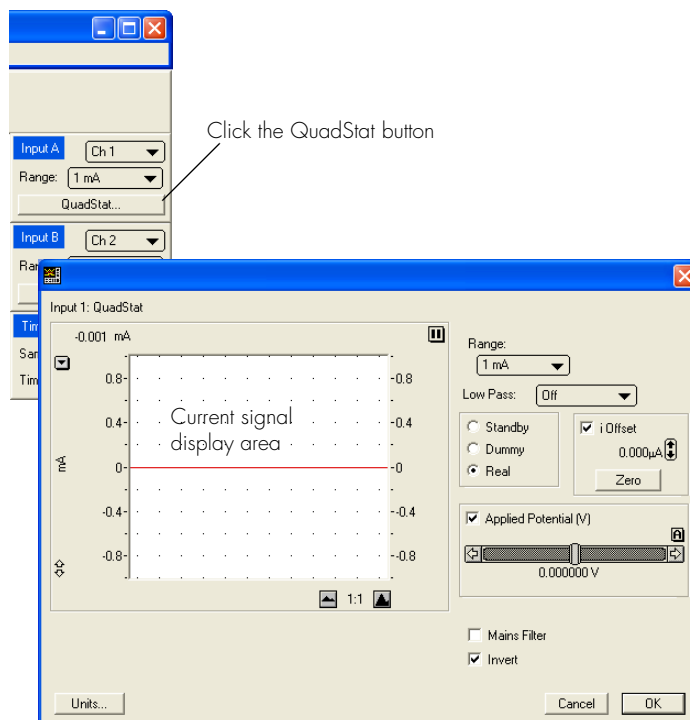 Click the QuadStat button
Input A
Ch 1
Range:
1 mA
QuadStat...
Input B
Ch 2
Input 1: QuadStat
-0.001 mA
0.8
0.4
0
-0.4
-0.8
mA
Current signal
display area
0.8
0.4
0
-0.4
-0.8
1:1
Range:
1 mA
Low Pass:
Off
Standby
Dummy
Real
i Offset
0.000µA
Zero
Applied Potential (V)
A
0.000000 V
Mains Filter
Invert
Units...
Cancel
OK